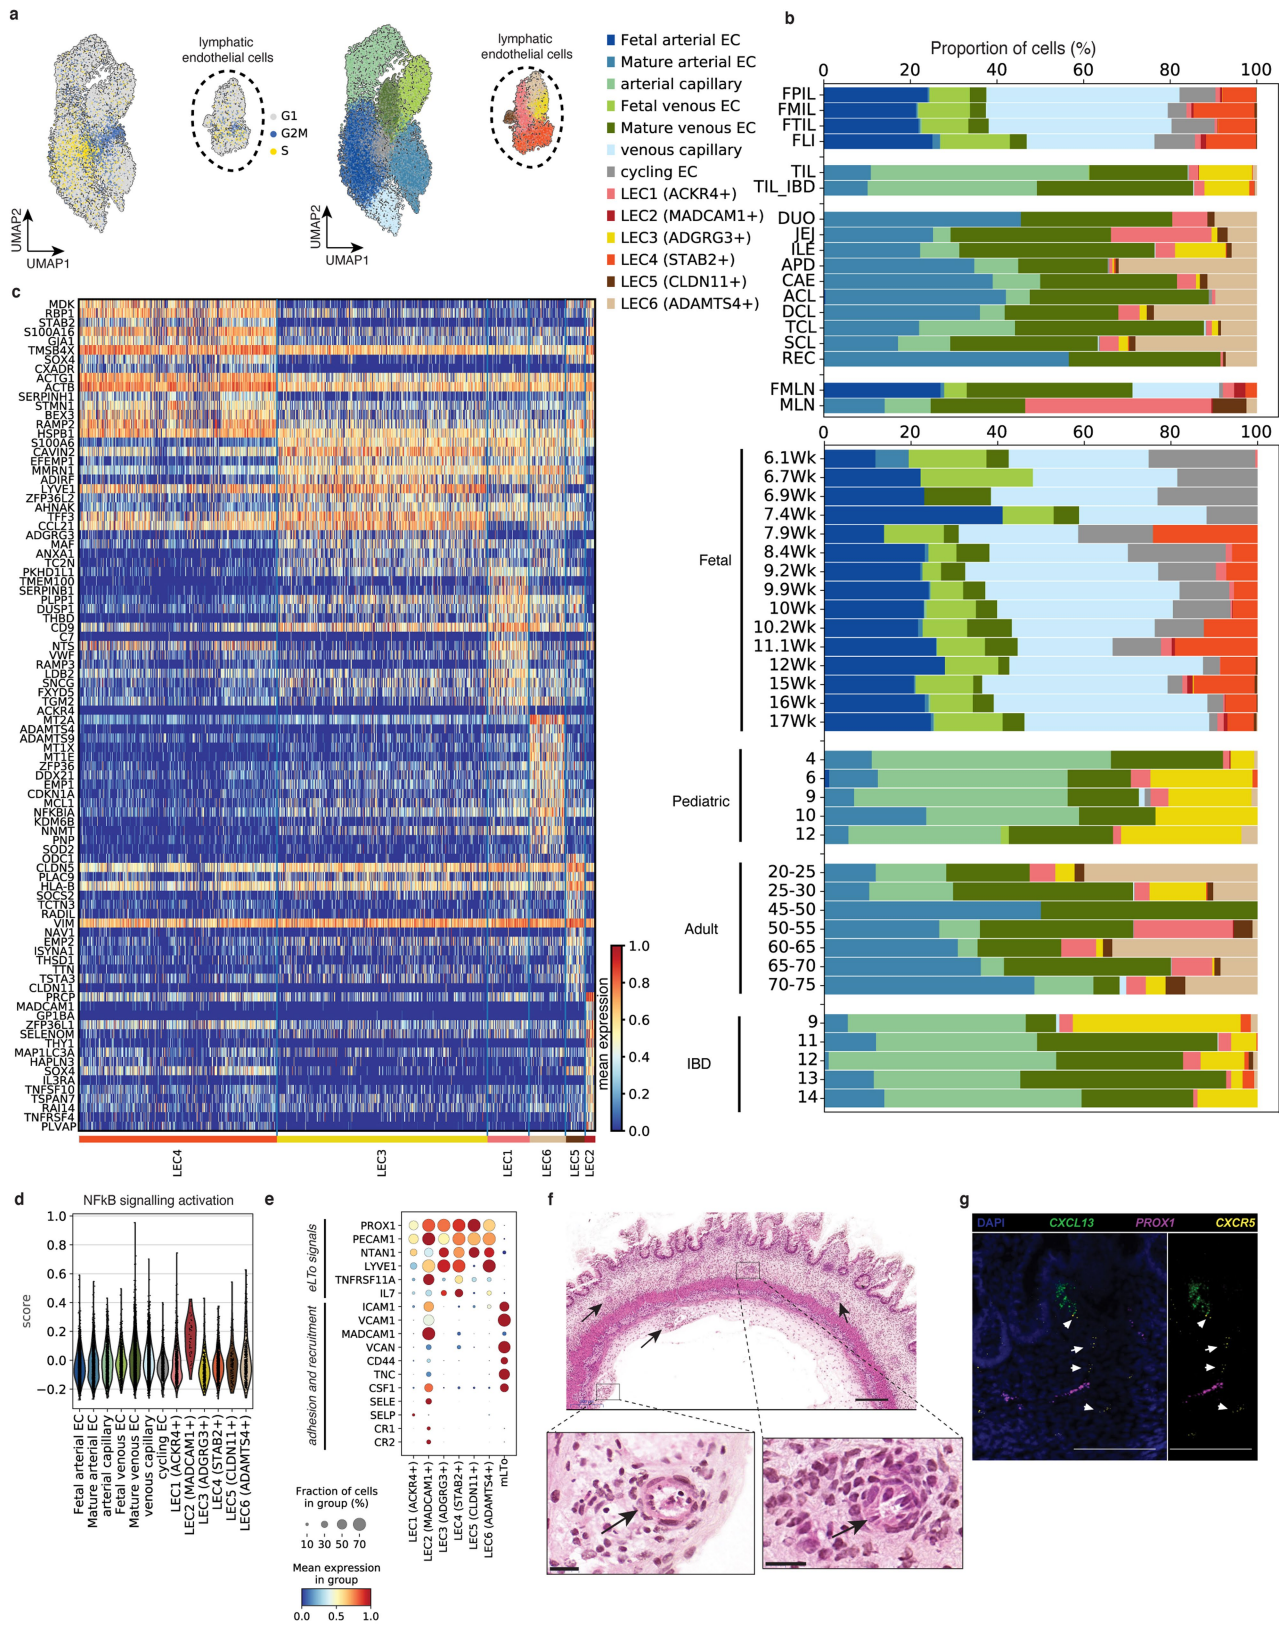 a
lymphatic
endothelial cells
G1
G2M
S
UMAP2
UMAP1
lymphatic
endothelial cells
UMAP2
UMAP1
Fetal arterial EC
Mature arterial EC
arterial capillary
Fetal venous EC
Mature venous EC
venous capillary
cycling EC
LEC1 (ACKR4+)
LEC2 (MADCAM1+)
LEC3 (ADGRG3+)
LEC4 (STAB2+)
LEC5 (CLDN11+)
LEC6 (ADAMTS4+)
b
Proportion of cells (%)
0 20 40 60 80 100
FPIL
FMIL
FTIL
FLI
TIL
TIL_IBD
DUO
JEJ
ILE
APD
CAE
ACL
DCL
TCL
SCL
REC
FMLN
MLN
0 20 40 60 80 100
Fetal
6.1Wk
6.7Wk
6.9Wk
7.4Wk
7.9Wk
8.4Wk
9.2Wk
9.9Wk
10Wk
10.2Wk
11.1Wk
12Wk
15Wk
16Wk
17Wk
Pediatric
4
6
9
10
12
Adult
20-25
25-30
45-50
50-55
60-65
65-70
70-75
IBD
9
11
12
13
14
c
MDK
RBP1
STAB2
S100A16
GJA1
TMSB4X
SOX4
CXADR
ACTG1
ACTB
SERPINH1
STMN1
BEX3
RAMP2
HSPB1
S100A6
CAVIN2
EFEMP1
MMRN1
ADIRF
LYVE1
ZFP36L2
AHNAK
TFF3
CCL21
ADGRG3
MAF
ANXA1
TC2N
PKHD1L1
TMEM100
SERPINB1
PLPP1
DUSP1
THBD
CD9
C7
NTS
VWF
RAMP3
LDB2
SNCG
FXYD5
TGM2
ACKR4
MT2A
ADAMTS4
ADAMTS9
MT1X
MT1E
ZFP36
DDX21
EMP1
CDKN1A
MCL1
NFKBIA
KDM6B
NNMT
PNP
SOD2
ODC1
CLDN5
PLAC9
HLA-B
SOCS2
TCTN3
RADIL
VIM
NAV1
EMP2
ISYNA1
THSD1
TTN
TSTA3
CLDN11
PRCP
MADCAM1
GP1BA
ZFP36L1
SELENOM
THY1
MAP1LC3A
HAPLN3
SOX4
IL3RA
TNFSF10
TSPAN7
RAI14
TNFRSF4
PLVAP
LEC4
LEC3
LEC1
LEC6
LEC5
LEC2
mean expression
1.0
0.8
0.6
0.4
0.2
0.0
d
NFkB signalling activation
score
1.0
0.8
0.6
0.4
0.2
0.0
−0.2
Fetal arterial EC
Mature arterial EC
arterial capillary
Fetal venous EC
Mature venous EC
venous capillary
cycling EC
LEC1 (ACKR4+)
LEC2 (MADCAM1+)
LEC3 (ADGRG3+)
LEC4 (STAB2+)
LEC5 (CLDN11+)
LEC6 (ADAMTS4+)
e
eLTo signals
adhesion and recruitment
PROX1
PECAM1
NTAN1
LYVE1
TNFRSF11A
IL7
ICAM1
VCAM1
MADCAM1
VCAN
CD44
TNC
CSF1
SELE
SELP
CR1
CR2
LEC1 (ACKR4+)
LEC2 (MADCAM1+)
LEC3 (ADGRG3+)
LEC4 (STAB2+)
LEC5 (CLDN11+)
LEC6 (ADAMTS4+)
mLTo
Fraction of cells
in group (%)
10 30 50 70
Mean expression
in group
0.0 0.5 1.0
f
g
DAPI CXCL13 PROX1 CXCR5